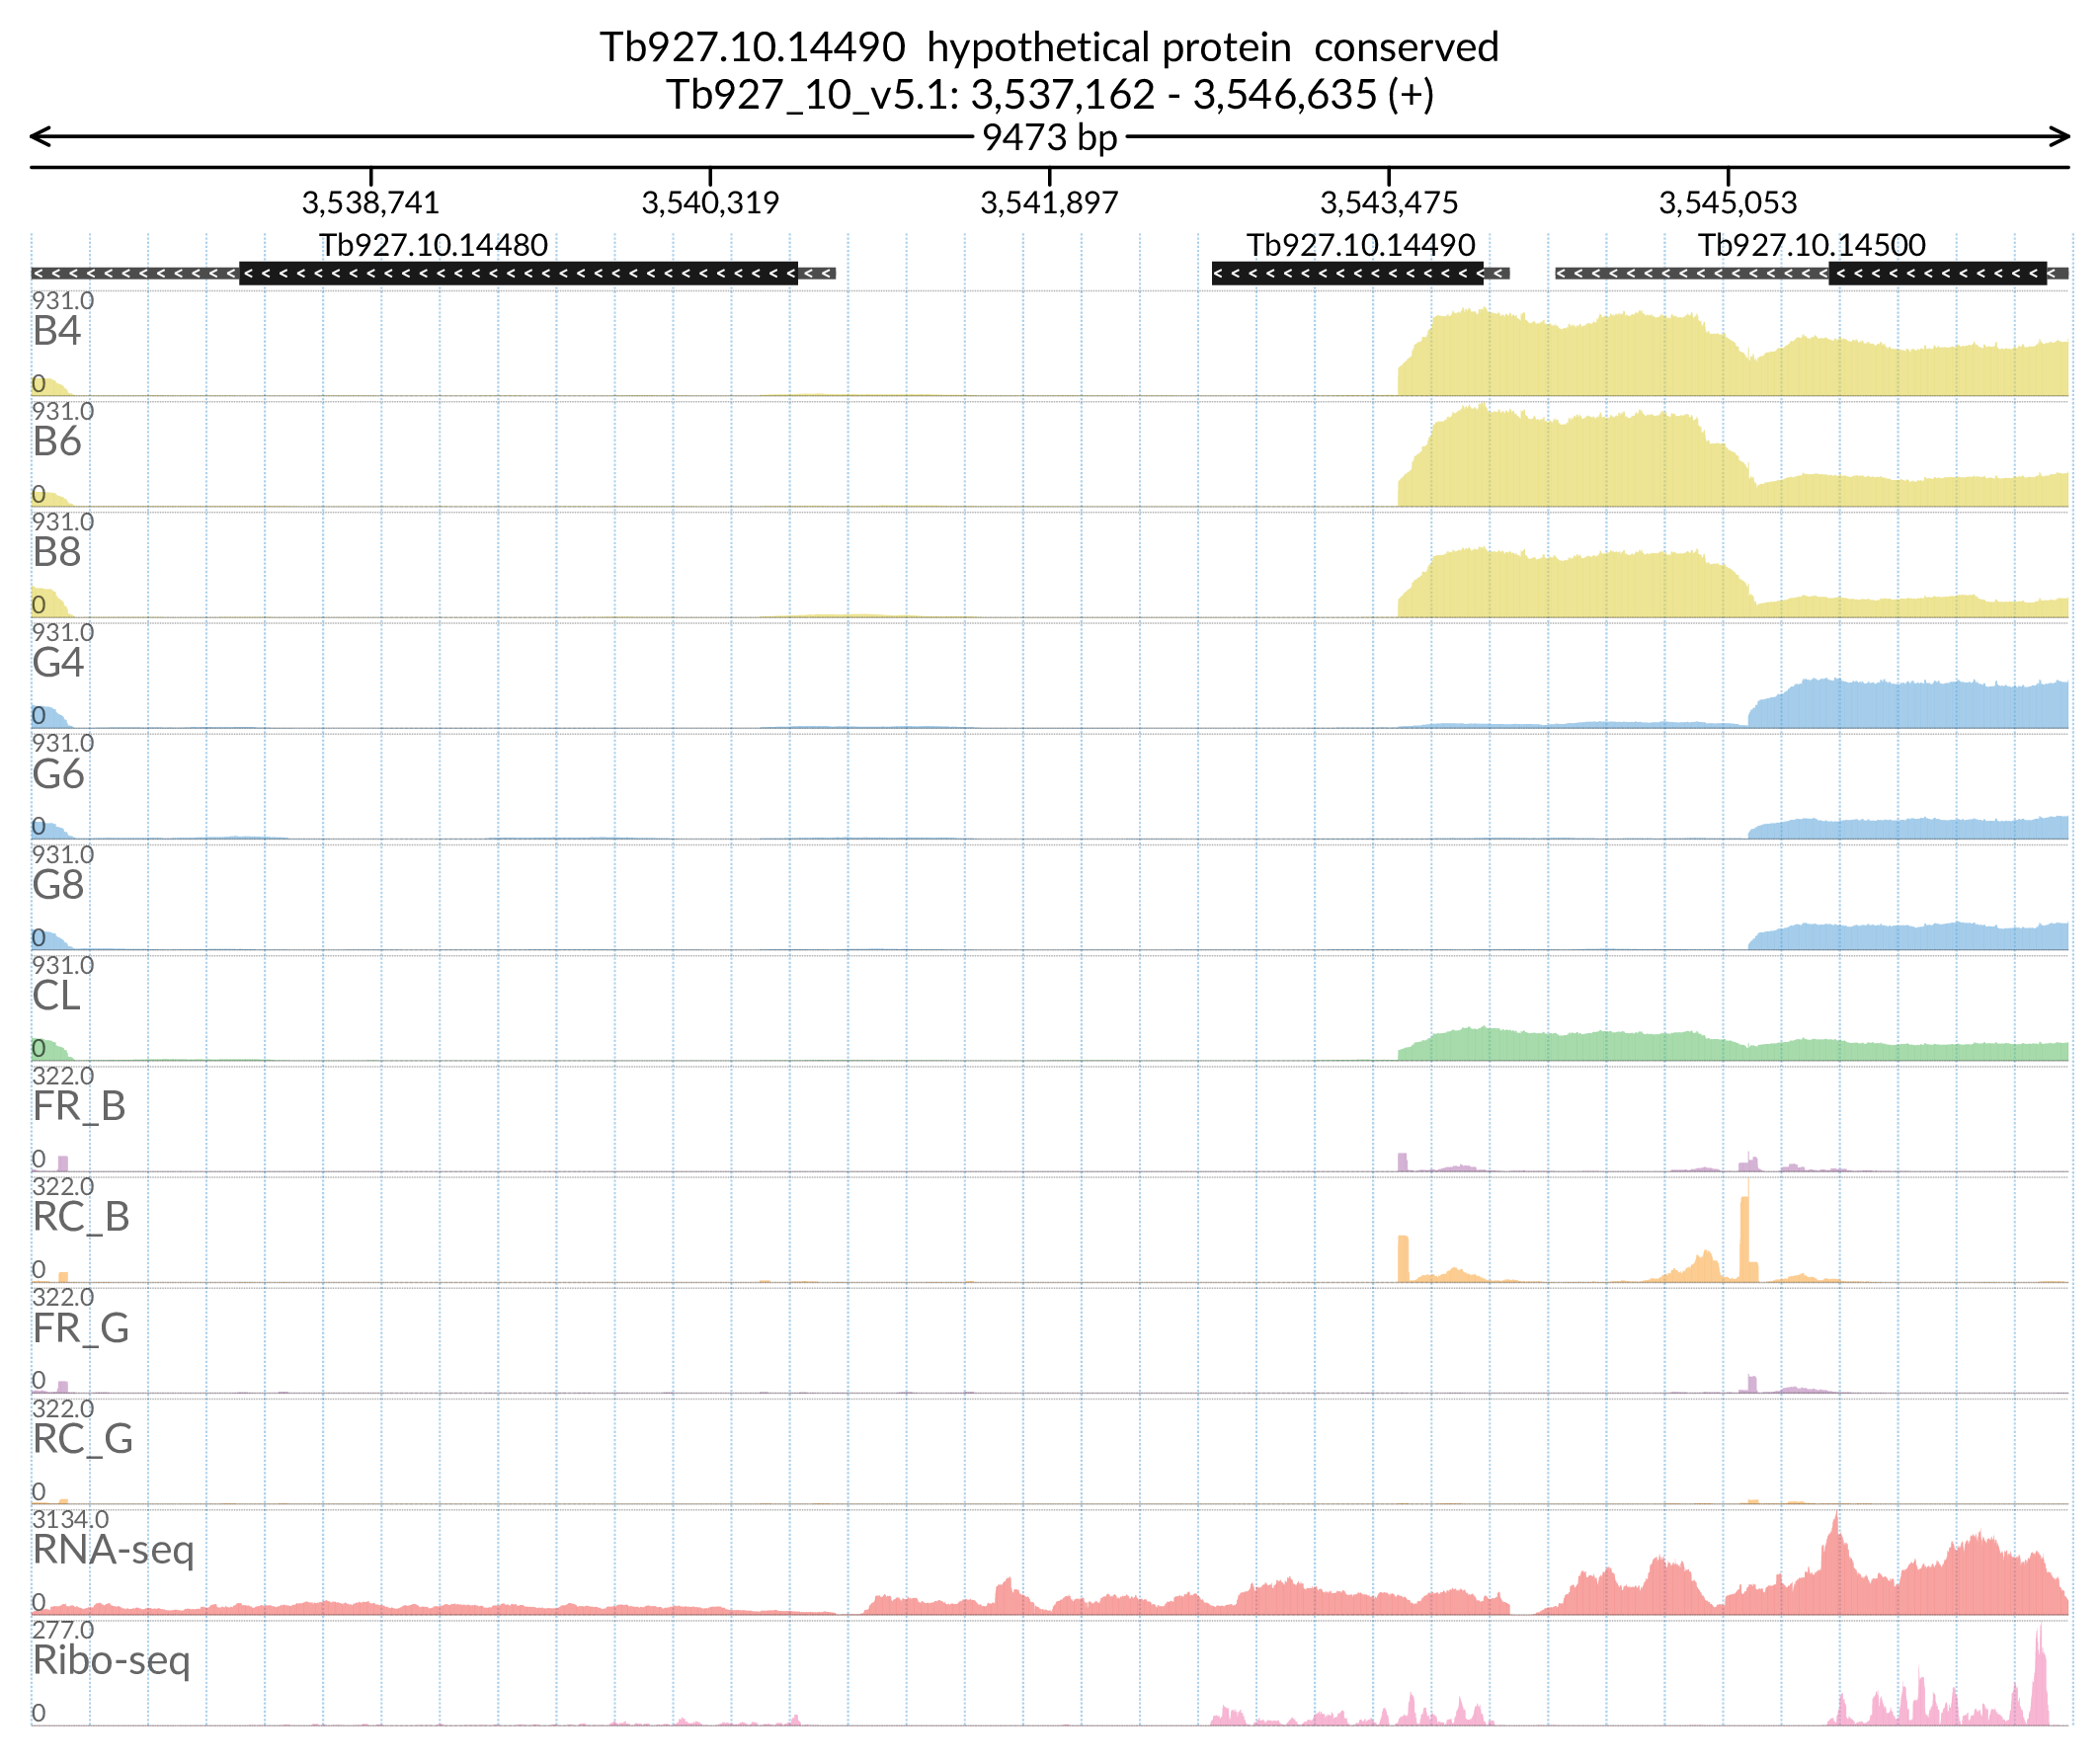 Tb927.10.14490 hypothetical protein conserved
Tb927_10_v5.1: 3,537,162 - 3,546,635 (+)
9473 bp
3,538,741 3,540,319 3,541,897 3,543,475 3,545,053
Tb927.10.14480 Tb927.10.14490 Tb927.10.14500
931.0
B4
0
931.0
B6
0
931.0
B8
0
931.0
G4
0
931.0
G6
0
931.0
G8
0
931.0
CL
0
322.0
FR_B
0
322.0
RC_B
0
322.0
FR_G
0
322.0
RC_G
0
3134.0
RNA-seq
0
277.0
Ribo-seq
0